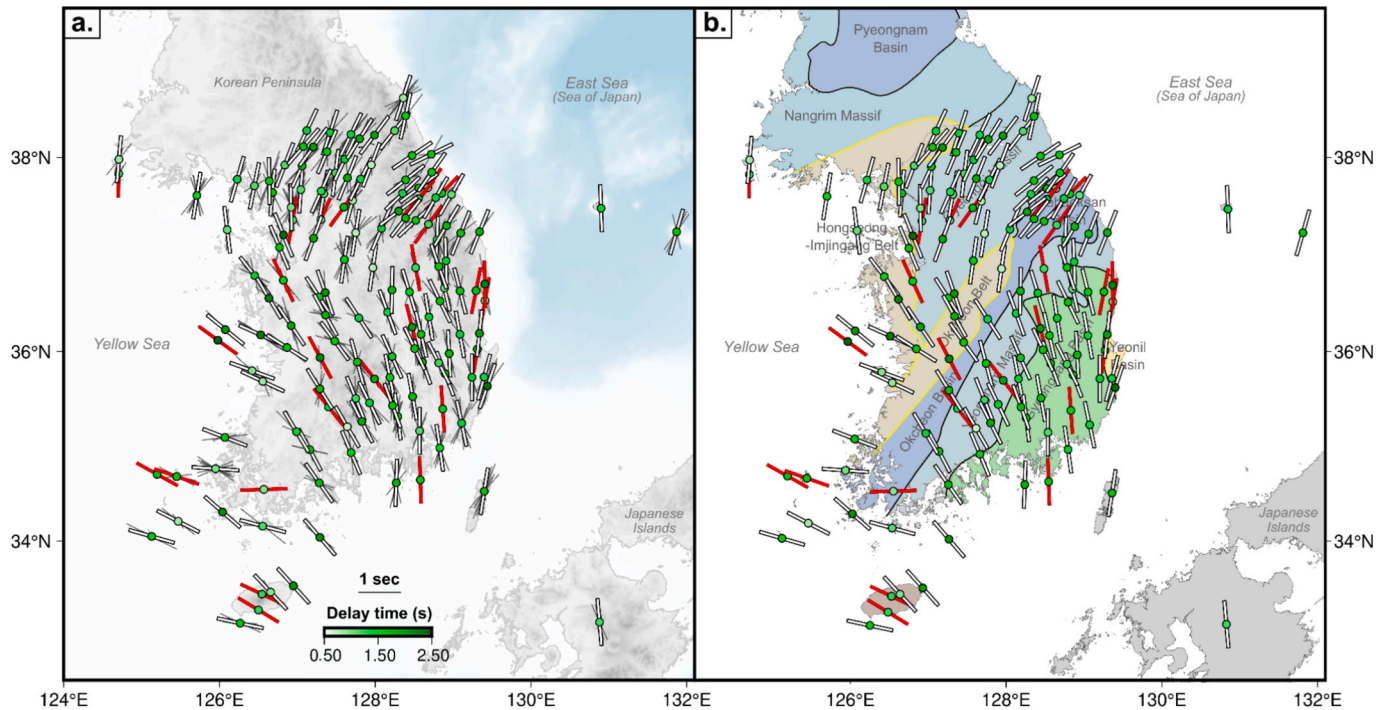 a.
Korean Peninsula
East Sea
(Sea of Japan)
38°N
36°N
34°N
Yellow Sea
Japanese
Islands
1 sec
Delay time (s)
0.50
1.50
2.50
124°E
126°E
128°E
130°E
132°E
b.
Pyeongnam
Basin
Nangrim Massif
East Sea
(Sea of Japan)
Hongseong
-Imjingang Belt
Belt
Yellow Sea
Yeonil
Basin
Okcheon Basin
Massif
Japanese
Islands
38°N
36°N
34°N
126°E
128°E
130°E
132°E